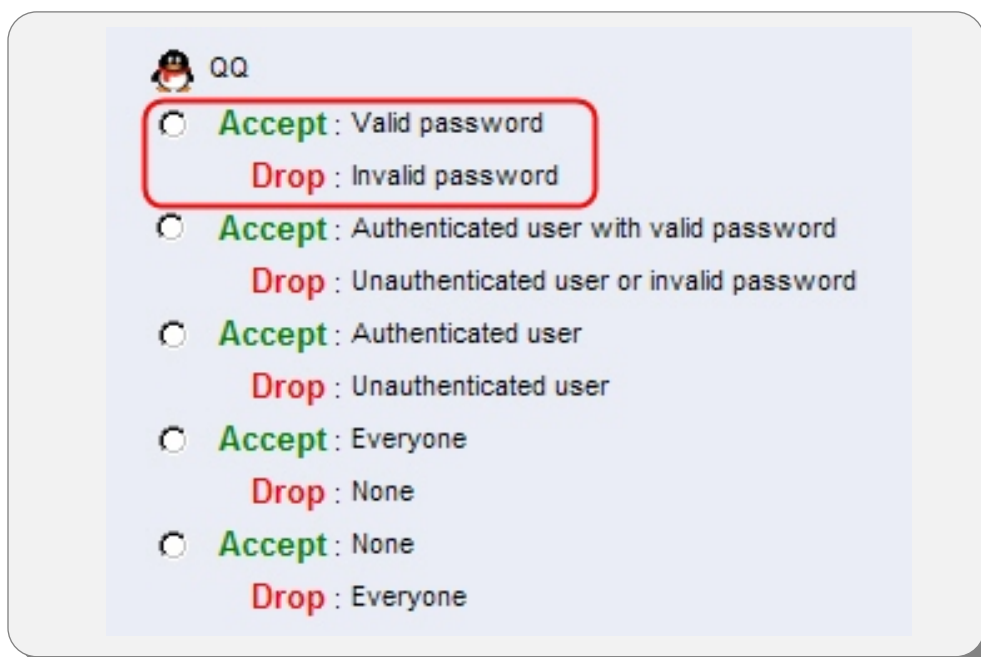 QQ
Accept : Valid password
Drop : Invalid password
Accept : Authenticated user with valid password
Drop : Unauthenticated user or invalid password
Accept : Authenticated user
Drop : Unauthenticated user
Accept : Everyone
Drop : None
Accept : None
Drop : Everyone